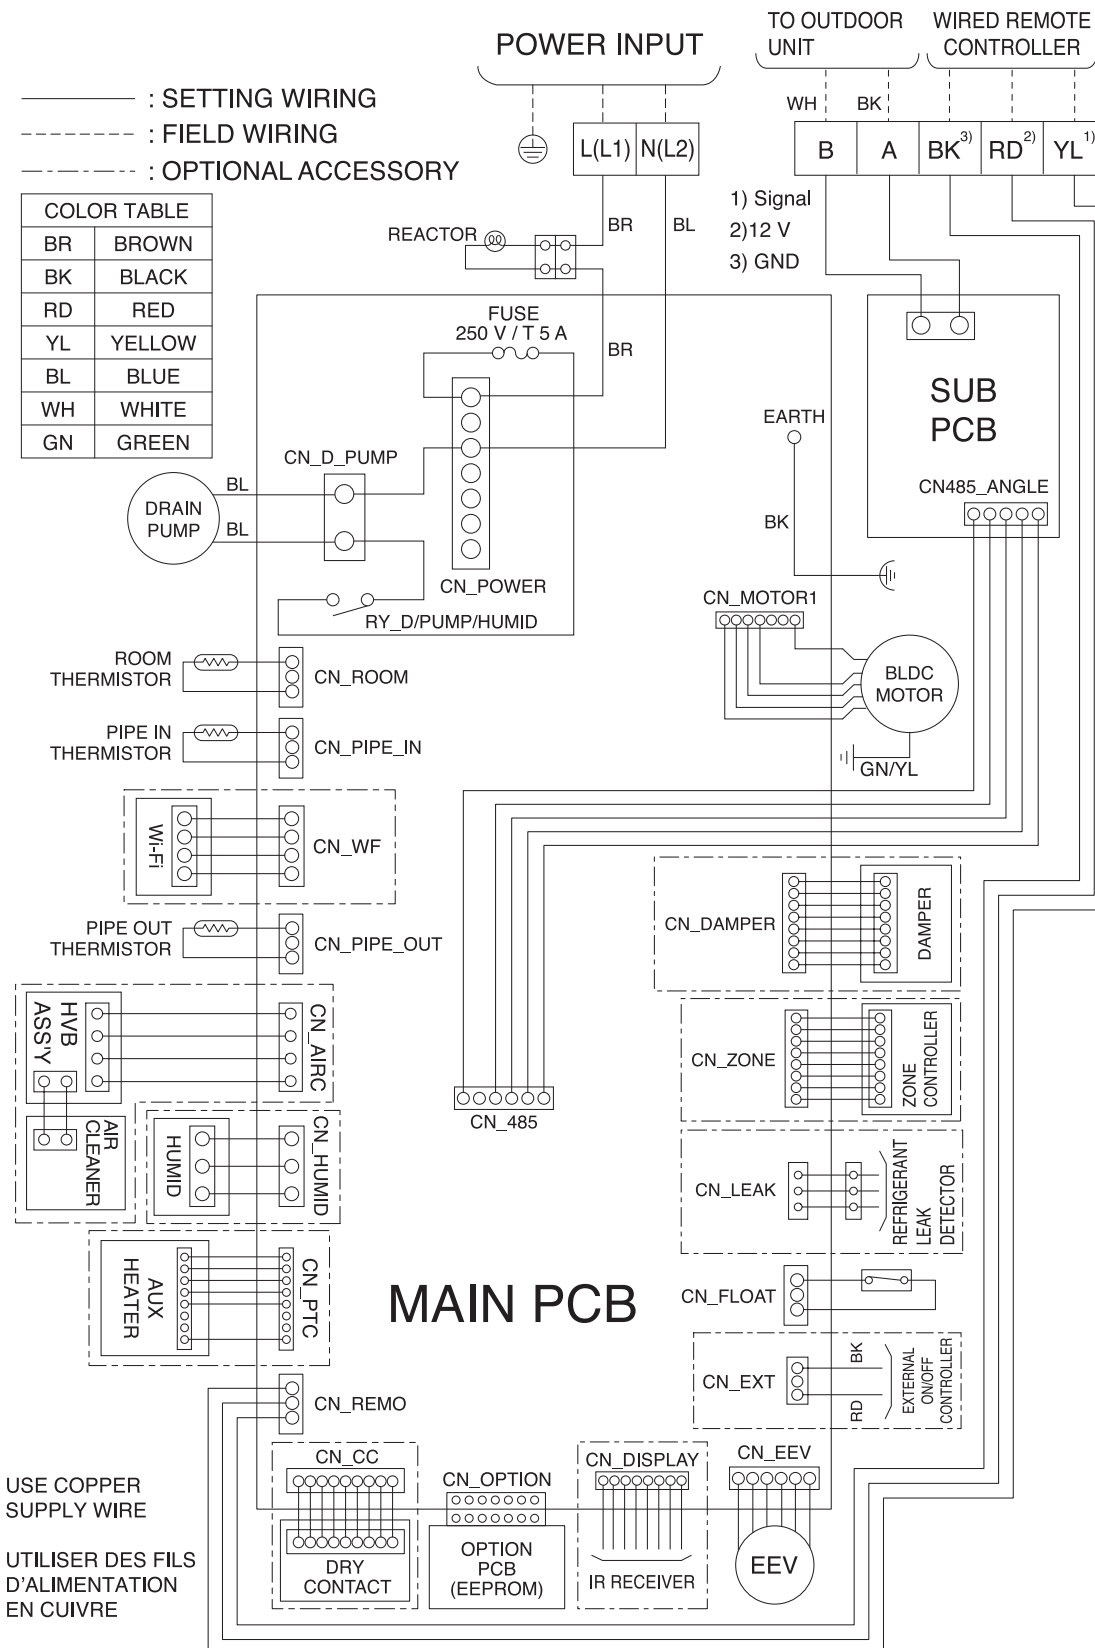 POWER INPUT
TO OUTDOOR
UNIT
WIRED REMOTE
CONTROLLER
: SETTING WIRING
: FIELD WIRING
: OPTIONAL ACCESSORY
WH
BK
L(L1)
N(L2)
B
A
BK3)
RD2)
YL1)
1) Signal
2)12 V
3) GND
COLOR TABLE
BR BROWN
BK BLACK
RD RED
YL YELLOW
BL BLUE
WH WHITE
GN GREEN
REACTOR
BR
BL
FUSE
250 V / T 5 A
BR
SUB
PCB
CN485_ANGLE
EARTH
BK
CN_D_PUMP
DRAIN
PUMP
BL
BL
CN_POWER
RY_D/PUMP/HUMID
CN_MOTOR1
BLDC
MOTOR
GN/YL
ROOM
THERMISTOR
CN_ROOM
PIPE IN
THERMISTOR
CN_PIPE_IN
Wi-Fi
CN_WF
PIPE OUT
THERMISTOR
CN_PIPE_OUT
CN_DAMPER
DAMPER
HVB
ASS'Y
CN_AIRC
CN_ZONE
ZONE
CONTROLLER
CN_485
AIR
CLEANER
HUMID
CN_HUMID
CN_LEAK
REFRIGERANT
LEAK
DETECTOR
AUX
HEATER
CN_PTC
MAIN PCB
CN_FLOAT
CN_EXT
BK
RD
EXTERNAL
ON/OFF
CONTROLLER
CN_REMO
CN_CC
DRY
CONTACT
CN_OPTION
OPTION
PCB
(EEPROM)
CN_DISPLAY
IR RECEIVER
CN_EEV
EEV
USE COPPER
SUPPLY WIRE
UTILISER DES FILS
D'ALIMENTATION
EN CUIVRE